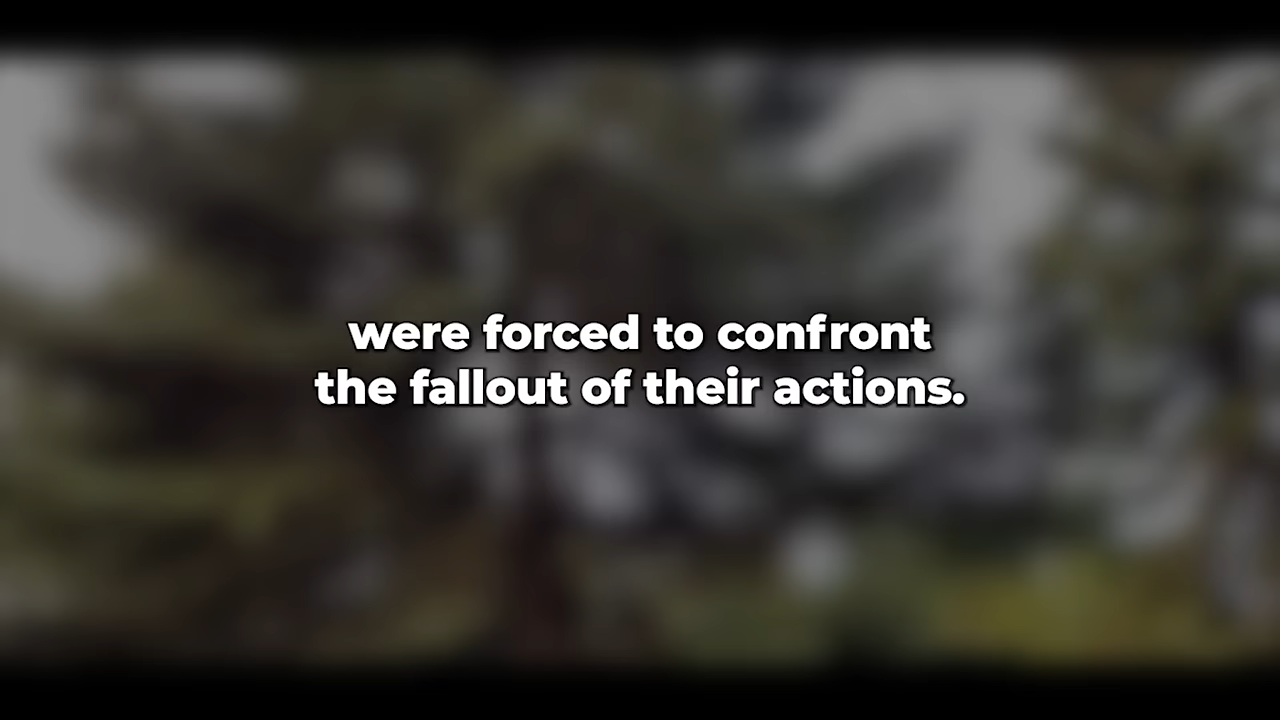 were forced to confront
the fallout of their actions.